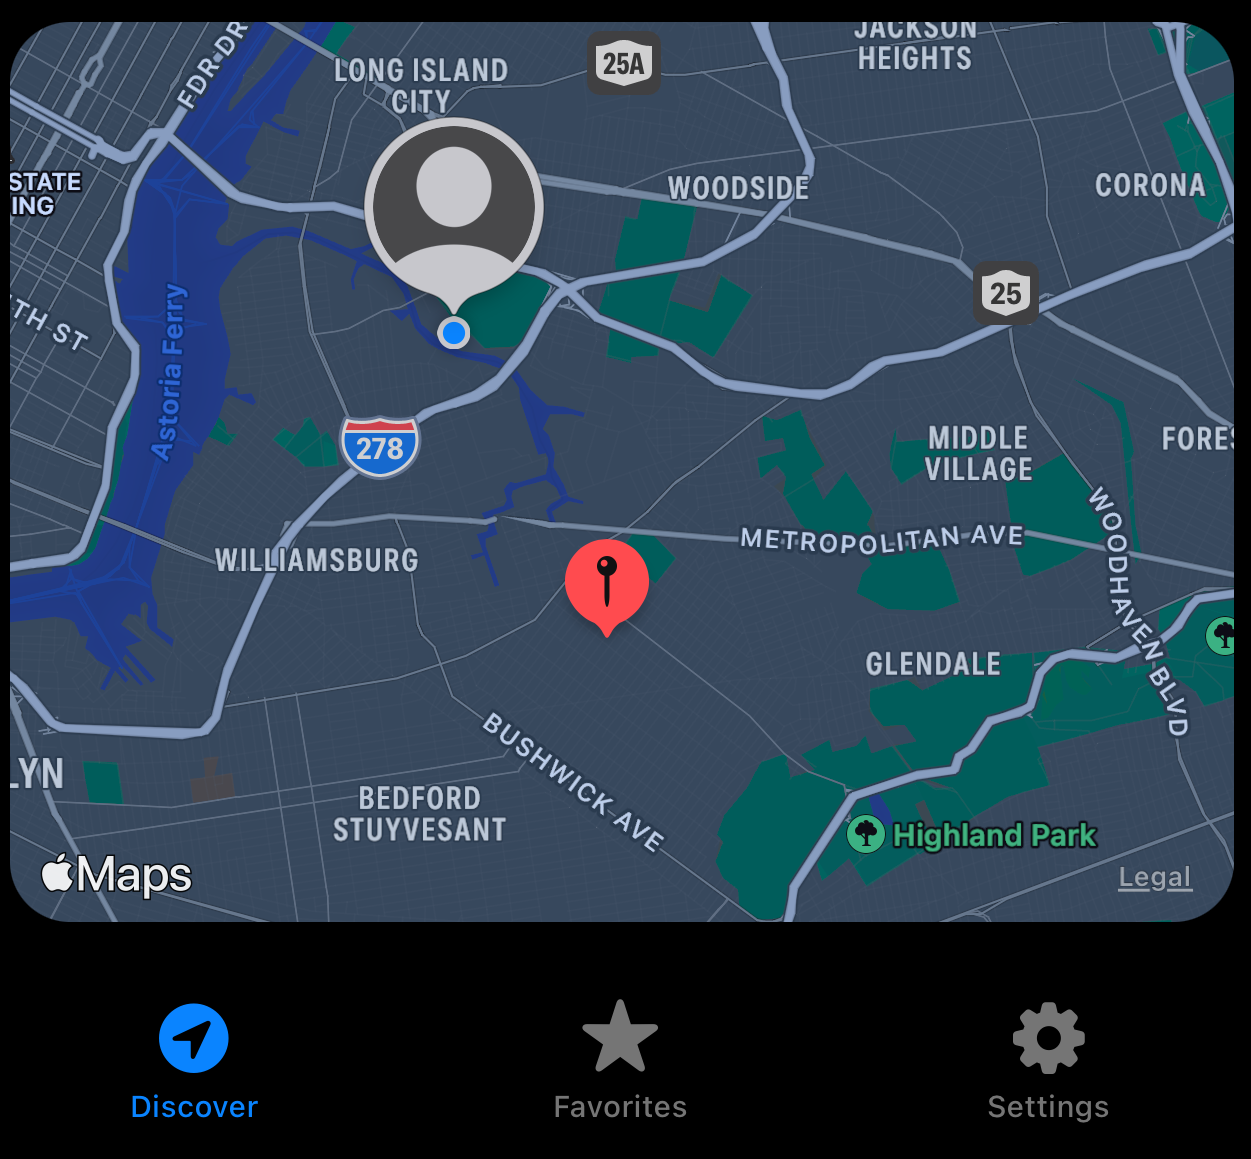 FDR DR
LONG ISLAND
CITY
25A
JACKSON
HEIGHTS
STATE
ING
WOODSIDE
CORONA
TH ST
Astoria Ferry
25
278
MIDDLE
VILLAGE
FORES
WILLIAMSBURG
METROPOLITAN AVE
WOODHAVEN BLVD
GLENDALE
BUSHWICK AVE
LYN
BEDFORD
STUYVESANT
Highland Park
Maps
Legal
Discover
Favorites
Settings